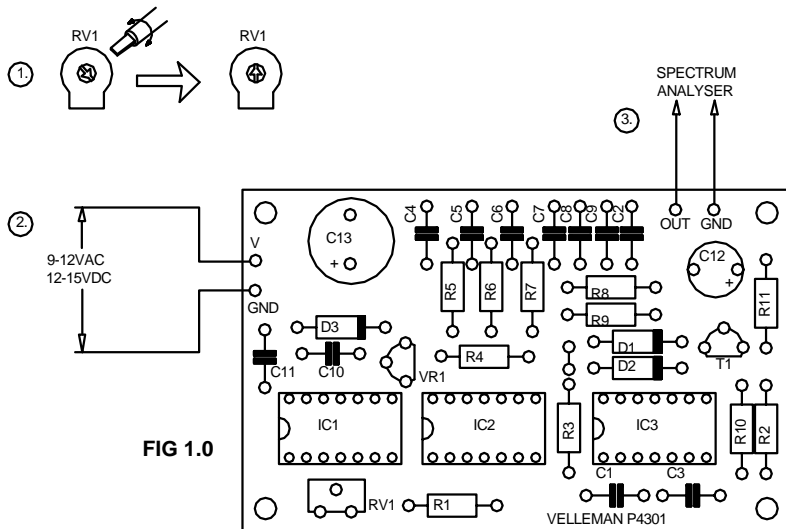 RV1
RV1
1.
SPECTRUM
ANALYSER
3.
2.
9-12VAC
12-15VDC
V
GND
C13
+
C4
C5
C6
C7
C8
C9
C2
OUT
GND
C12
+
R5
R6
R7
R8
R9
R11
D3
C10
C11
VR1
R4
D1
D2
T1
IC1
IC2
R3
IC3
R10
R2
FIG 1.0
RV1
R1
C1
C3
VELLEMAN P4301